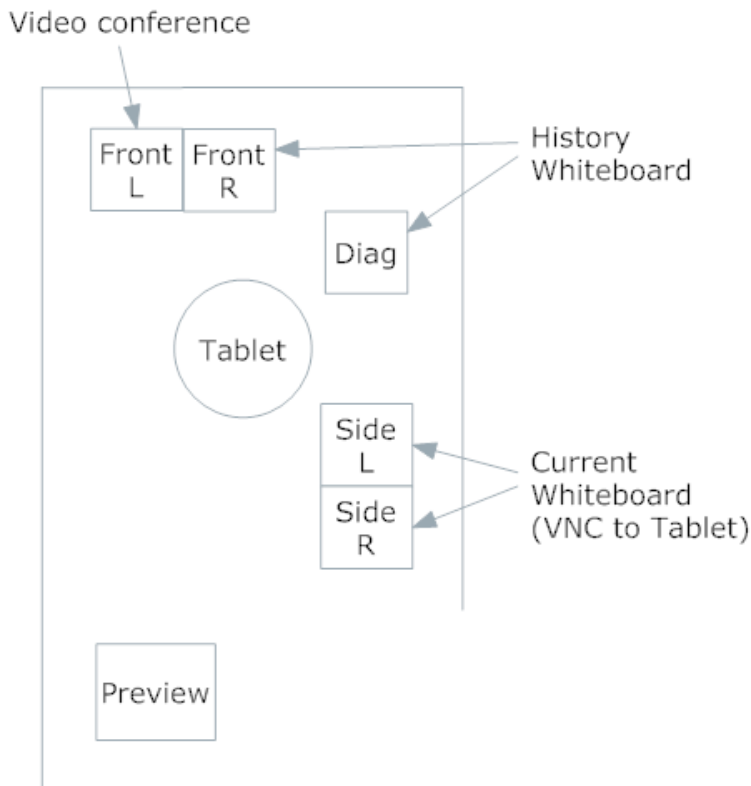 Video conference
Front
L
Front
R
History
Whiteboard
Diag
Tablet
Side
L
Side
R
Current
Whiteboard
(VNC to Tablet)
Preview